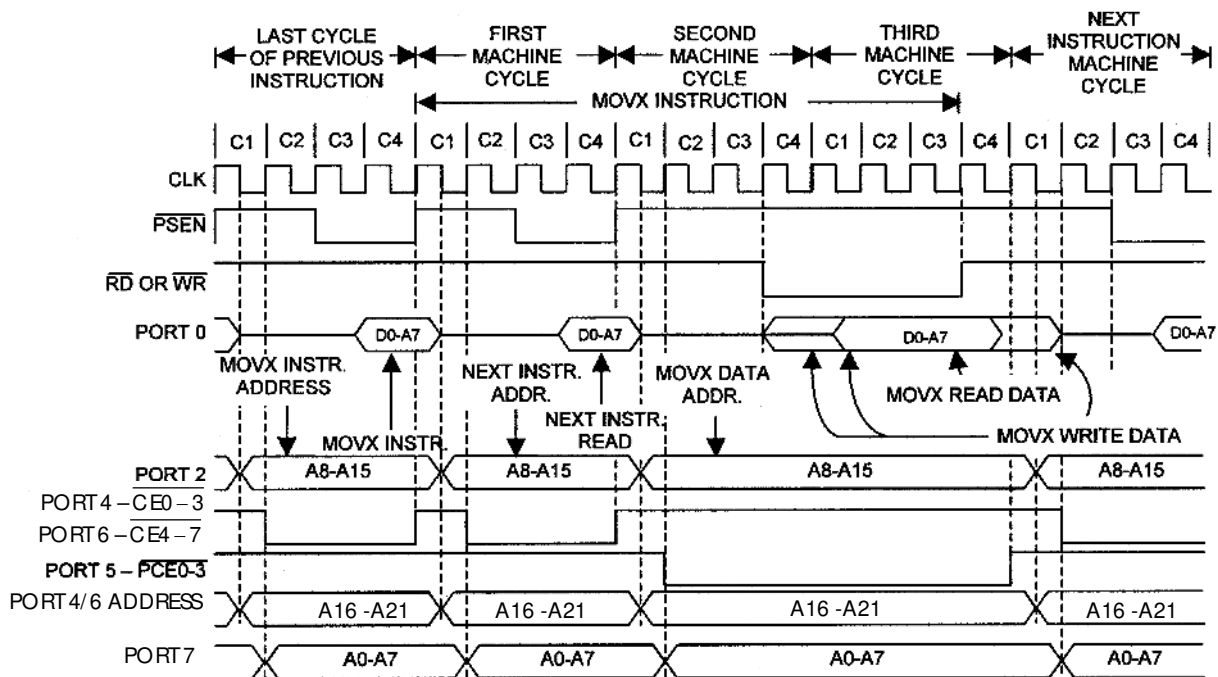 LAST CYCLE
OF PREVIOUS
INSTRUCTION
FIRST
MACHINE
CYCLE
SECOND
MACHINE
CYCLE
THIRD
MACHINE
CYCLE
NEXT
INSTRUCTION
MACHINE
CYCLE
MOVX INSTRUCTION
C1 C2 C3 C4 C1 C2 C3 C4 C1 C2 C3 C4 C1 C2 C3 C4 C1 C2 C3 C4
CLK
PSEN
RD OR WR
PORT 0 D0-A7 D0-A7 D0-A7 D0-A7
MOVX INSTR.
ADDRESS
MOVX INSTR.
NEXT INSTR.
ADDR.
NEXT INSTR.
READ
MOVX DATA
ADDR.
MOVX READ DATA
MOVX WRITE DATA
PORT 2 A8-A15 A8-A15 A8-A15 A8-A15
PORT 4 – CE0 – 3
PORT 6 – CE4 – 7
PORT 5 – PCE0-3
PORT 4/6 ADDRESS A16 -A21 A16 -A21 A16 -A21 A16 -A21
PORT 7 A0-A7 A0-A7 A0-A7 A0-A7